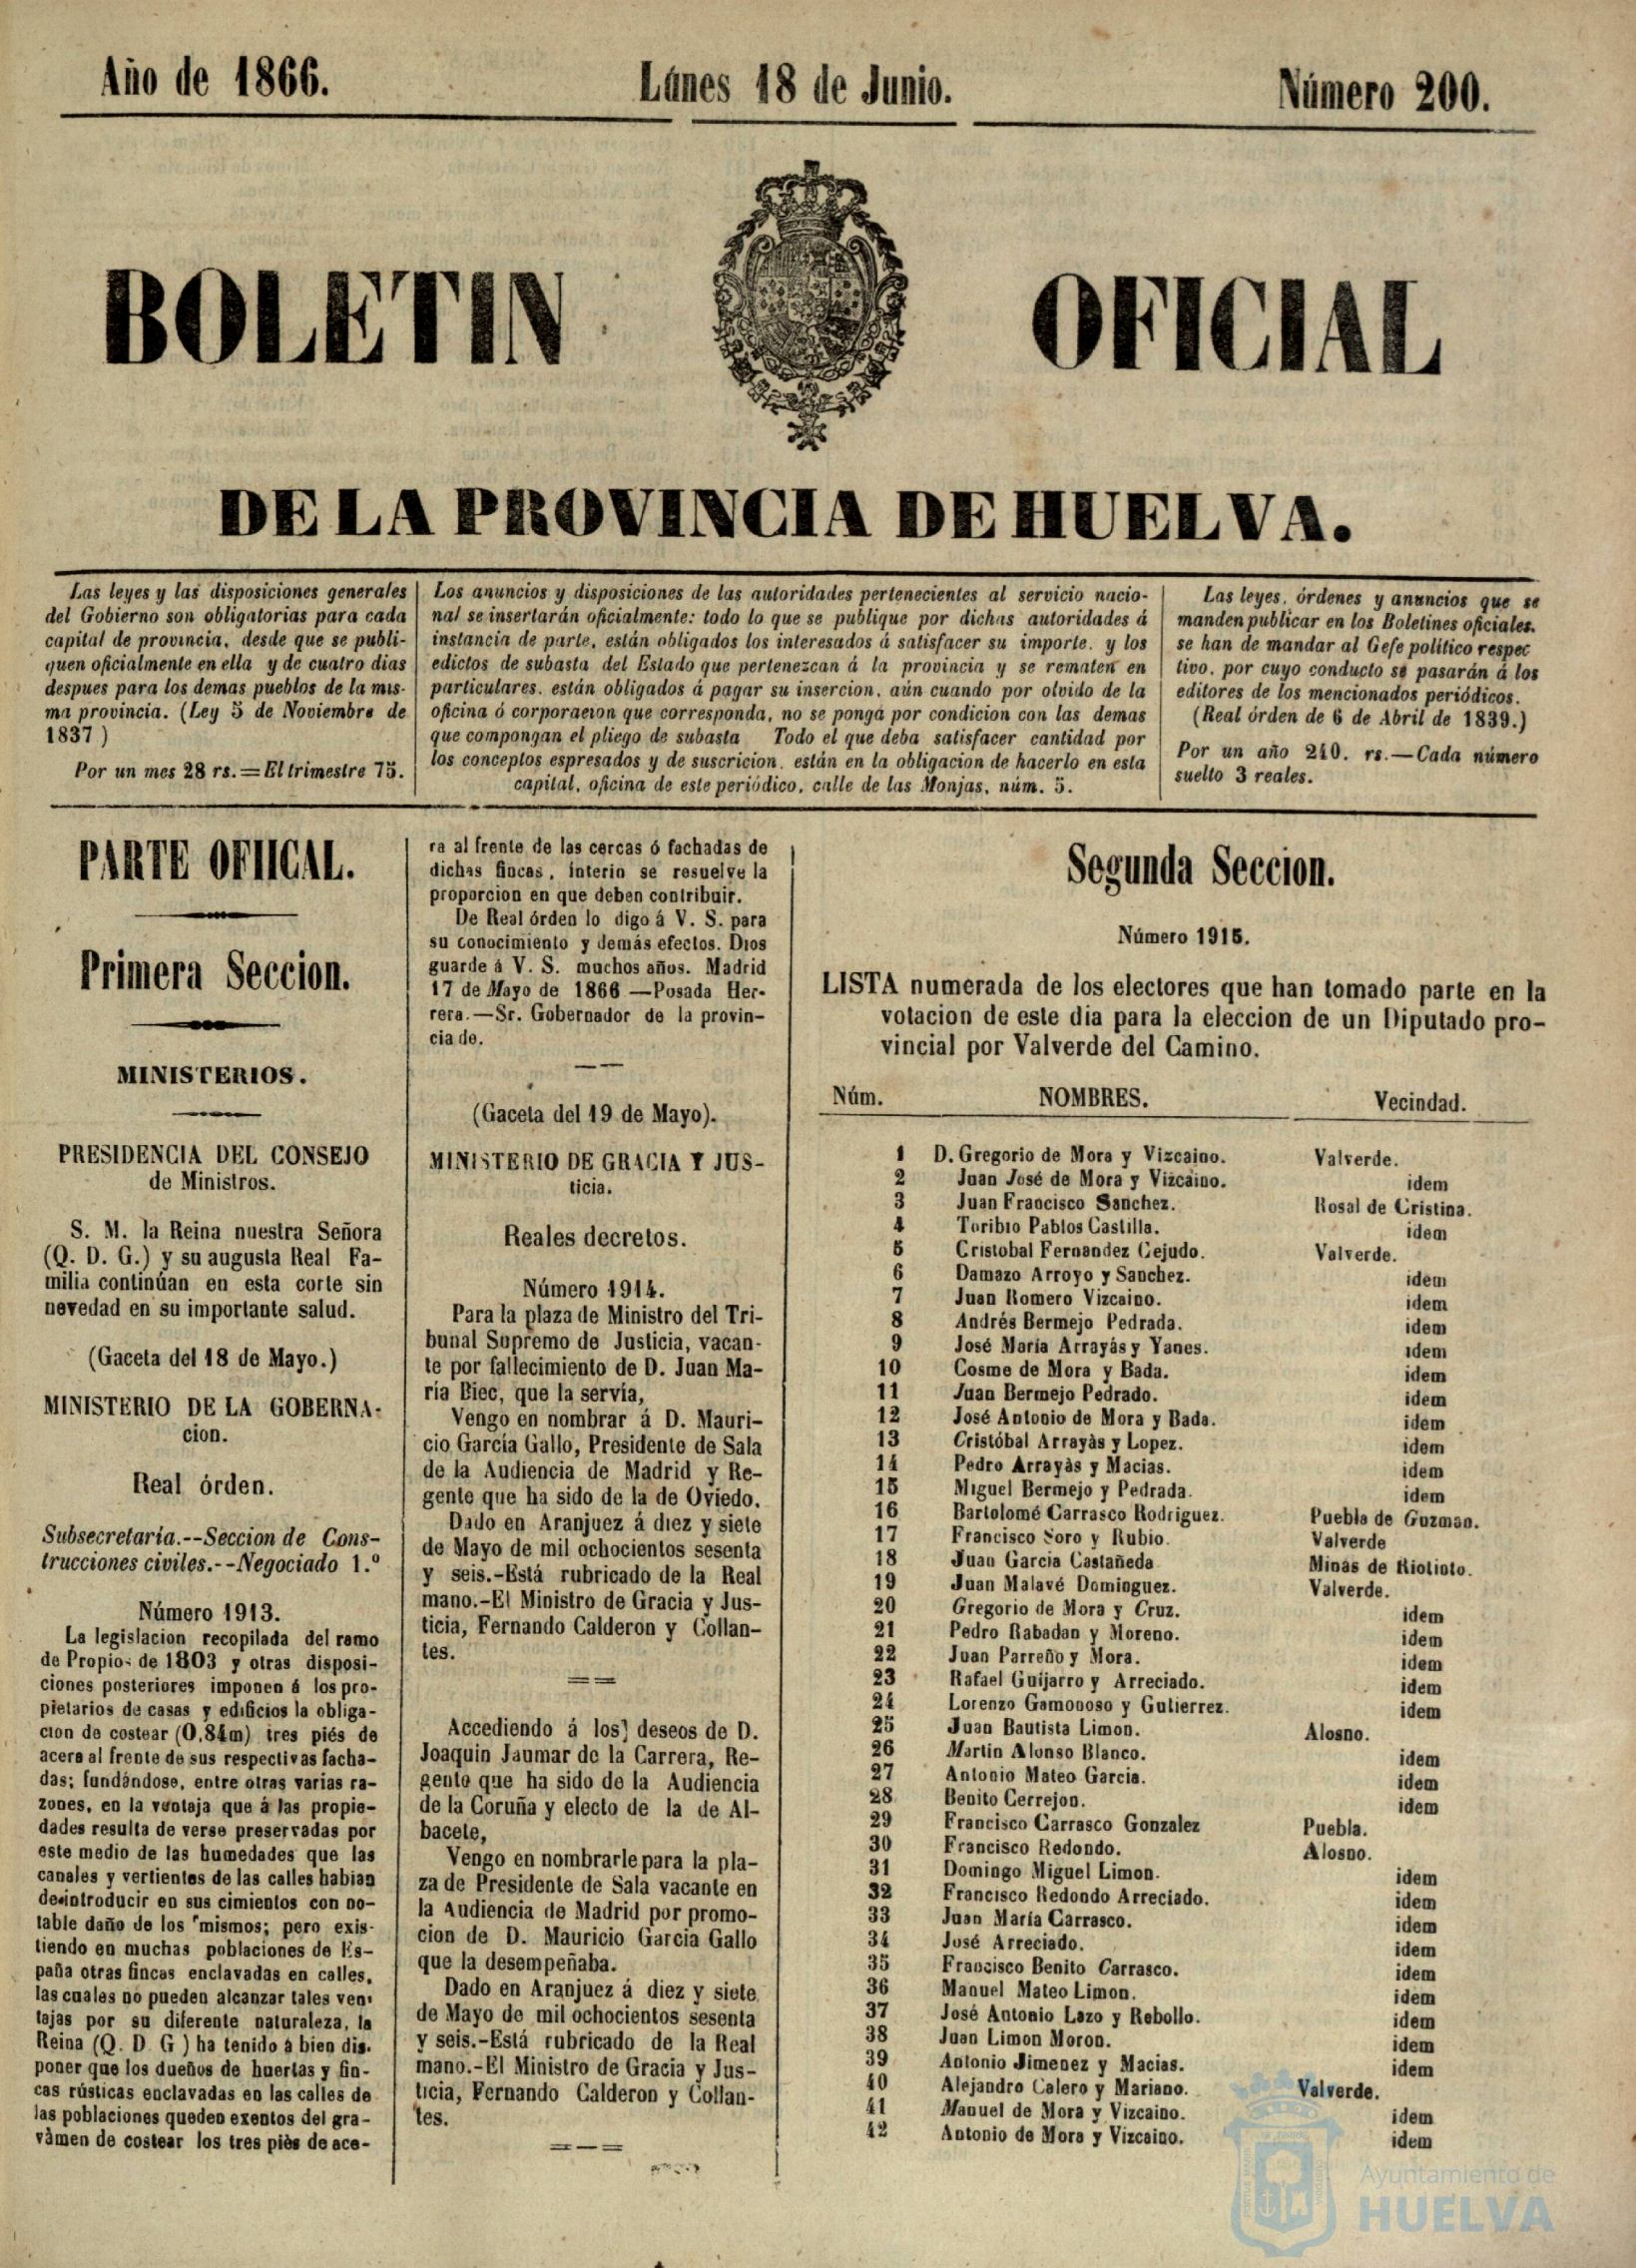 Año de 1866.
Lúnes 18 de Junio.
Número 200.
BOLETIN OFICIAL
DE LA PROVINCIA DE HUELVA.
Las leyes y las disposiciones generales
del Gobierno son obligatorias para cada
capital de provincia, desde que se publi-
quen oficialmente en ella y de cuatro dias
despues para los demas pueblos de la mis-
ma provincia. (Ley 5 de Noviembre de
1837)
Por un mes 28 rs.=El trimestre 75.
Los anuncios y disposiciones de las autoridades pertenecientes al servicio nacio-
nal se insertarán oficialmente: todo lo que se publique por dichas autoridades á
instancia de parte, están obligados los interesados á satisfacer su importe, y los
edictos de subasta del Estado que pertenezcan á la provincia y se rematen en
particulares, están obligados á pagar su insercion, aún cuando por olvido de la
oficina ó corporacion que corresponda, no se ponga por condicion con las demas
que compongan el pliego de subasta Todo el que deba satisfacer cantidad por
los conceptos espresados y de suscricion, están en la obligacion de hacerlo en esta
capital, oficina de este periódico, calle de las Monjas, núm. 5.
Las leyes, órdenes y anuncios que se
manden publicar en los Boletines oficiales,
se han de mandar al Gefe politico respec
tivo, por cuyo conducto se pasarán á los
editores de los mencionados periódicos.
(Real órden de 6 de Abril de 1839.)
Por un año 240. rs.—Cada número
suelto 3 reales.
PARTE OFIICAL.
Primera Seccion.
MINISTERIOS.
PRESIDENCIA DEL CONSEJO
de Ministros.
S. M. la Reina nuestra Señora
(Q. D. G.) y su augusta Real Fa-
milia continúan en esta corte sin
novedad en su importante salud.
(Gaceta del 18 de Mayo.)
MINISTERIO DE LA GOBERNA-
cion.
Real órden.
Subsecretaría.--Seccion de Cons-
trucciones civiles.--Negociado 1.º
Número 1913.
La legislacion recopilada del ramo
de Propios de 1803 y otras disposi-
ciones posteriores imponen á los pro-
pietarios de casas y edificios la obliga-
cion de costear (0,84m) tres piés de
acera al frente de sus respectivas facha-
das; fundándose, entre otras varias ra-
zones, en la ventaja que á las propie-
dades resulta de verse preservadas por
este medio de las humedades que las
canales y vertientes de las calles habian
de introducir en sus cimientos con no-
table daño de los mismos; pero exis-
tiendo en muchas poblaciones de Es-
paña otras fincas enclavadas en calles,
las cuales no pueden alcanzar tales ven-
tajas por su diferente naturaleza, la
Reina (Q. D G ) ha tenido á bien dis-
poner que los dueños de huertas y fin-
cas rústicas enclavadas en las calles de
las poblaciones queden exentos del gra-
vámen de costear los tres piés de ace-
ra al frente de las cercas ó fachadas de
dichas fincas, interin se resuelve la
proporcion en que deben contribuir.
De Real órden lo digo á V. S. para
su conocimiento y demás efectos. Dios
guarde á V. S. muchos años. Madrid
17 de Mayo de 1866 —Posada Her-
rera.—Sr. Gobernador de la provin-
cia de.
(Gaceta del 19 de Mayo).
MINISTERIO DE GRACIA Y JUS-
ticia.
Reales decretos.
Número 1914.
Para la plaza de Ministro del Tri-
bunal Supremo de Justicia, vacan-
te por fallecimiento de D. Juan Ma-
ría Biec, que la servía,
Vengo en nombrar á D. Mauri-
cio García Gallo, Presidente de Sala
de la Audiencia de Madrid y Re-
gente que ha sido de la de Oviedo.
Dado en Aranjuez á diez y siete
de Mayo de mil ochocientos sesenta
y seis.-Está rubricado de la Real
mano.-El Ministro de Gracia y Jus-
ticia, Fernando Calderon y Collan-
tes.
Accediendo á los] deseos de D.
Joaquin Jaumar de la Carrera, Re-
gente que ha sido de la Audiencia
de la Coruña y electo de la de Al-
bacete,
Vengo en nombrarle para la pla-
za de Presidente de Sala vacante en
la Audiencia de Madrid por promo-
cion de D. Mauricio García Gallo
que la desempeñaba.
Dado en Aranjuez á diez y siete
de Mayo de mil ochocientos sesenta
y seis.-Está rubricado de la Real
mano.-El Ministro de Gracia y Jus-
ticia, Fernando Calderon y Collan-
tes.
Segunda Seccion.
Número 1915.
LISTA numerada de los electores que han tomado parte en la
votacion de este dia para la eleccion de un Diputado pro-
vincial por Valverde del Camino.
Núm. NOMBRES. Vecindad.
1 D. Gregorio de Mora y Vizcaino. Valverde.
2 Juan José de Mora y Vizcaino. idem
3 Juan Francisco Sanchez. Rosal de Cristina.
4 Toribio Pablos Castilla. idem
5 Cristobal Fernandez Cejudo. Valverde.
6 Damazo Arroyo y Sanchez. idem
7 Juan Romero Vizcaino. idem
8 Andrés Bermejo Pedrada. idem
9 José María Arrayás y Yanes. idem
10 Cosme de Mora y Bada. idem
11 Juan Bermejo Pedrado. idem
12 José Antonio de Mora y Bada. idem
13 Cristóbal Arrayàs y Lopez. idem
14 Pedro Arrayàs y Macias. idem
15 Miguel Bermejo y Pedrada. idem
16 Bartolomé Carrasco Rodriguez. Puebla de Guzman.
17 Francisco Soro y Rubio. Valverde
18 Juan Garcia Castañeda Minas de Riotinto.
19 Juan Malavé Dominguez. Valverde.
20 Gregorio de Mora y Cruz. idem
21 Pedro Rabadan y Moreno. idem
22 Juan Parreño y Mora. idem
23 Rafael Guijarro y Arreciado. idem
24 Lorenzo Gamonoso y Gutierrez. idem
25 Juan Bautista Limon. Alosno.
26 Martin Alonso Blanco. idem
27 Antonio Mateo Garcia. idem
28 Benito Cerrejon. idem
29 Francisco Carrasco Gonzalez Puebla.
30 Francisco Redondo. Alosno.
31 Domingo Miguel Limon. idem
32 Francisco Redondo Arreciado. idem
33 Juan María Carrasco. idem
34 José Arreciado. idem
35 Francisco Benito Carrasco. idem
36 Manuel Mateo Limon. idem
37 José Antonio Lazo y Rebollo. idem
38 Juan Limon Moron. idem
39 Antonio Jimenez y Macias. idem
40 Alejandro Calero y Mariano. Valverde.
41 Manuel de Mora y Vizcaino. idem
42 Antonio de Mora y Vizcaino. idem
Ayuntamiento de
HUELVA